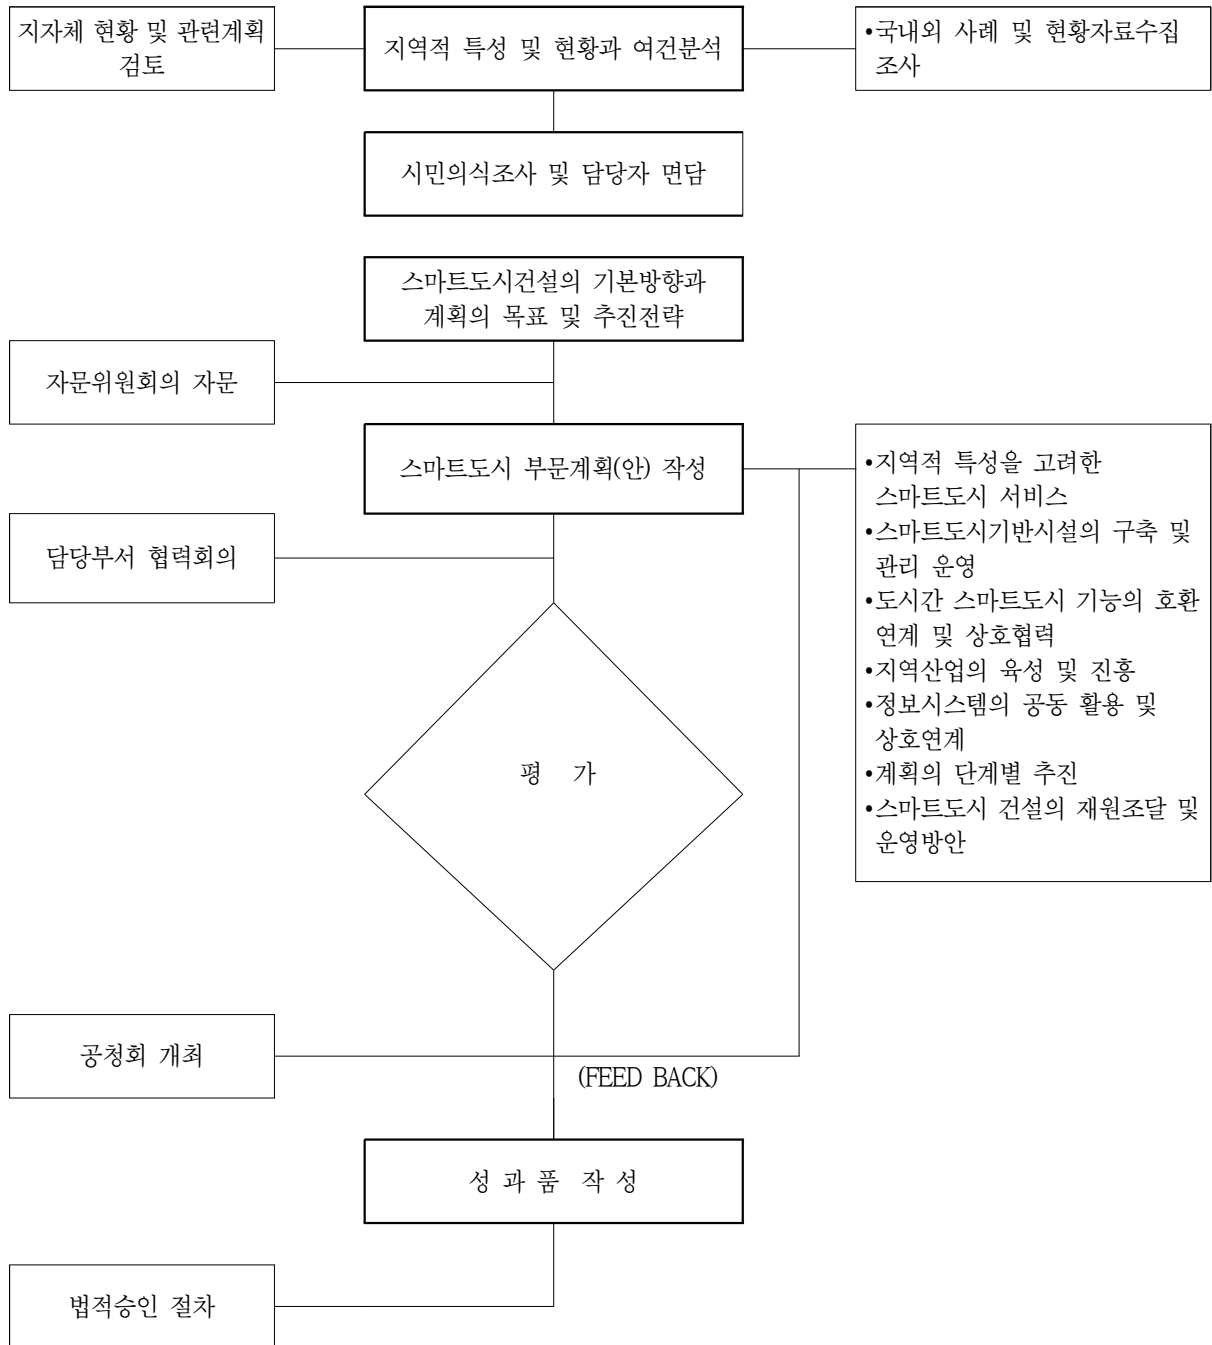 지자체 현황 및 관련계획
검토
지역적 특성 및 현황과 여건분석
•국내외 사례 및 현황자료수집
조사
시민의식조사 및 담당자 면담
스마트도시건설의 기본방향과
계획의 목표 및 추진전략
자문위원회의 자문
스마트도시 부문계획(안) 작성
•지역적 특성을 고려한
스마트도시 서비스
•스마트도시기반시설의 구축 및
관리 운영
•도시간 스마트도시 기능의 호환
연계 및 상호협력
•지역산업의 육성 및 진흥
•정보시스템의 공동 활용 및
상호연계
•계획의 단계별 추진
•스마트도시 건설의 재원조달 및
운영방안
담당부서 협력회의
평 가
공청회 개최
(FEED BACK)
성 과 품 작 성
법적승인 절차